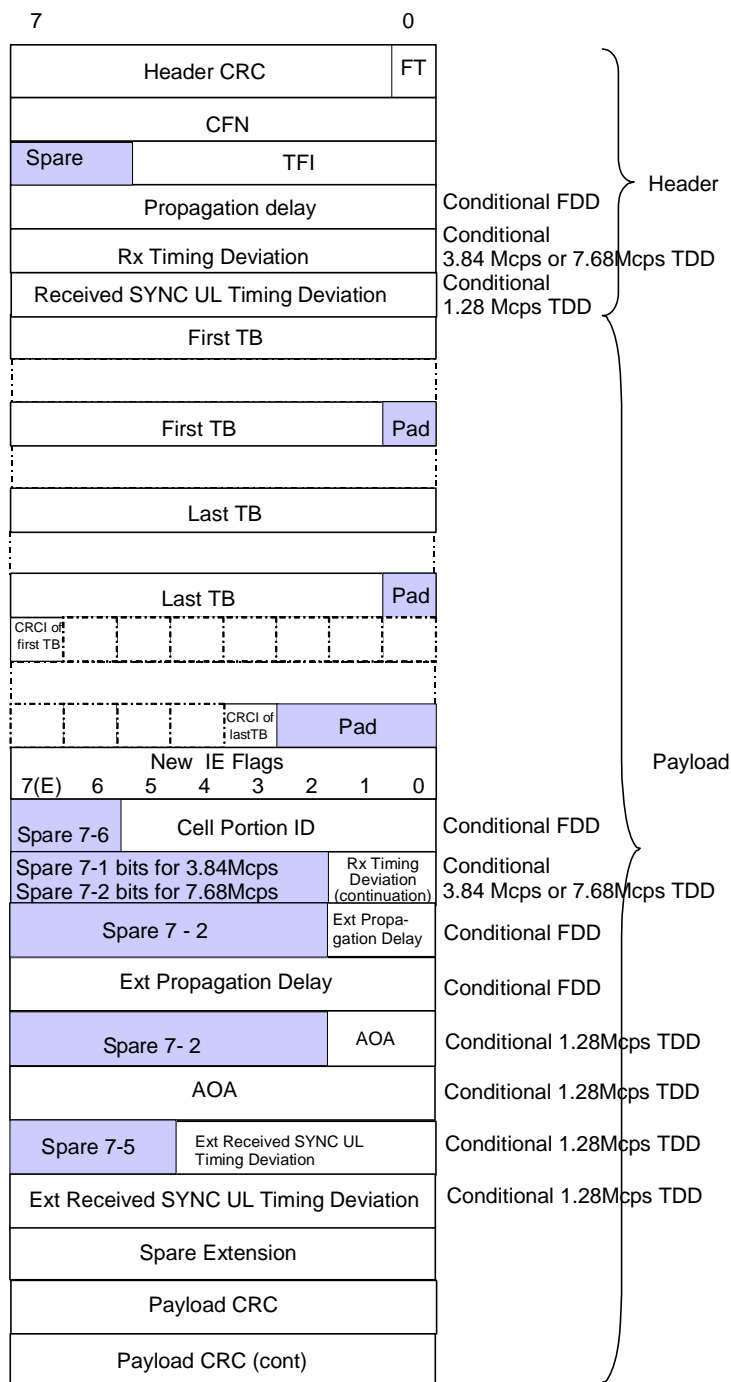 7 0
Header CRC FT
CFN
Spare TFI
Header
Propagation delay Conditional FDD
Rx Timing Deviation Conditional
3.84 Mcps or 7.68Mcps TDD
Received SYNC UL Timing Deviation Conditional
1.28 Mcps TDD
First TB
First TB Pad
Last TB
Last TB Pad
CRCI of
first TB
CRCI of
lastTB
Pad
New IE Flags
7(E) 6 5 4 3 2 1 0
Payload
Spare 7-6 Cell Portion ID Conditional FDD
Spare 7-1 bits for 3.84Mcps
Spare 7-2 bits for 7.68Mcps
Rx Timing
Deviation
(continuation)
Conditional
3.84 Mcps or 7.68Mcps TDD
Spare 7 - 2
Ext Propa-
gation Delay
Conditional FDD
Ext Propagation Delay Conditional FDD
Spare 7- 2 AOA Conditional 1.28Mcps TDD
AOA Conditional 1.28Mcps TDD
Spare 7-5
Ext Received SYNC UL
Timing Deviation
Conditional 1.28Mcps TDD
Ext Received SYNC UL Timing Deviation Conditional 1.28Mcps TDD
Spare Extension
Payload CRC
Payload CRC (cont)